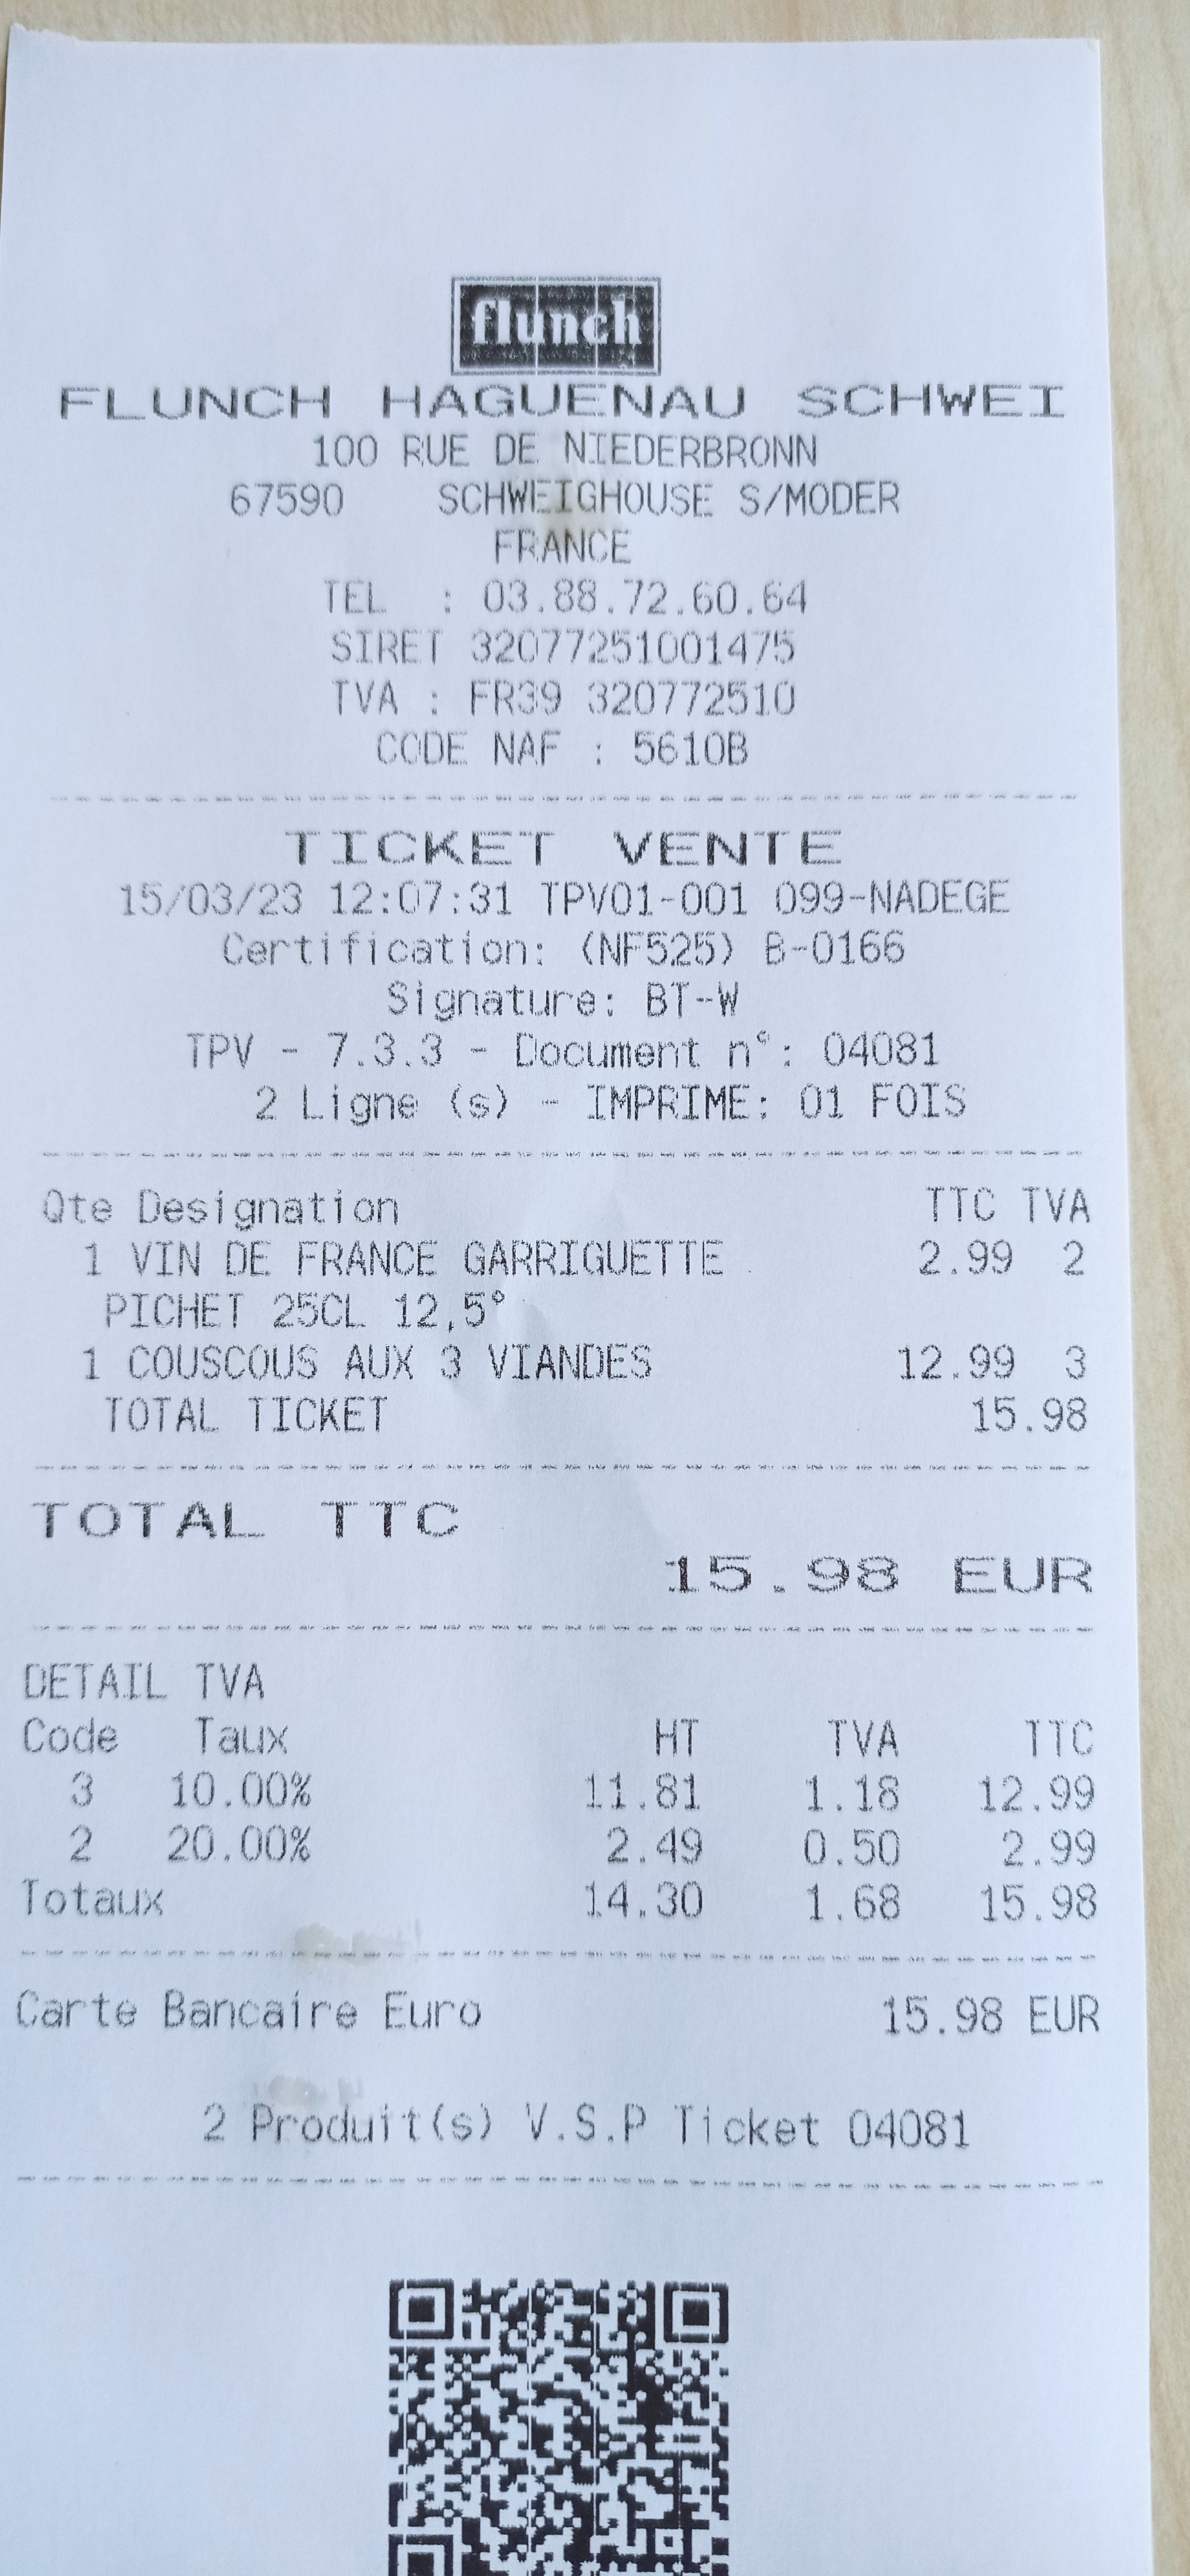 flunch
FLUNCH HAGUENAU SCHWEI
100 RUE DE NIEDERBRONN
67590 SCHWEIGHOUSE S/MODER
FRANCE
TEL : 03.88.72.60.64
SIRET 32077251001475
TVA : FR39 320772510
CODE NAF : 5610B
TICKET VENTE
15/03/23 12:07:31 TPV01-001 099-NADEGE
Certification: (NF525) B-0166
Signature: BT-W
TPV - 7.3.3 - Document n°: 04081
2 Ligne (s) - IMPRIME: 01 FOIS
Qte Designation TTC TVA
1 VIN DE FRANCE GARRIGUETTE 2.99 2
PICHET 25CL 12,5°
1 COUSCOUS AUX 3 VIANDES 12.99 3
TOTAL TICKET 15.98
TOTAL TTC
15.98 EUR
DETAIL TVA
Code Taux HT TVA TTC
3 10.00% 11.81 1.18 12.99
2 20.00% 2.49 0.50 2.99
Totaux 14.30 1.68 15.98
Carte Bancaire Euro 15.98 EUR
2 Produit(s) V.S.P Ticket 04081